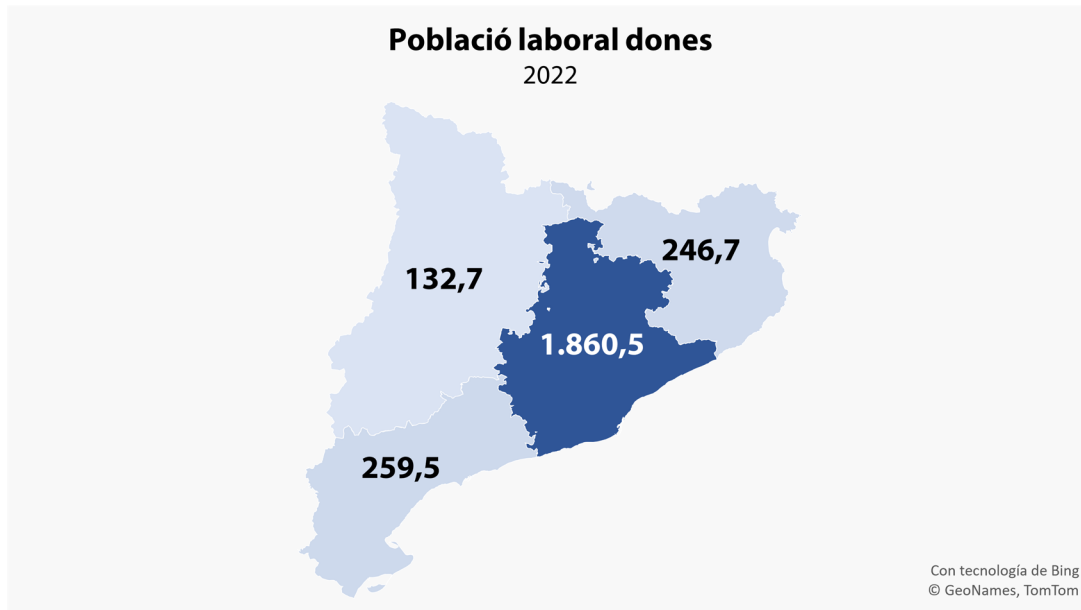 Població laboral dones
2022
246,7
132,7
1.860,5
259,5
Con tecnología de Bing
© GeoNames, TomTom